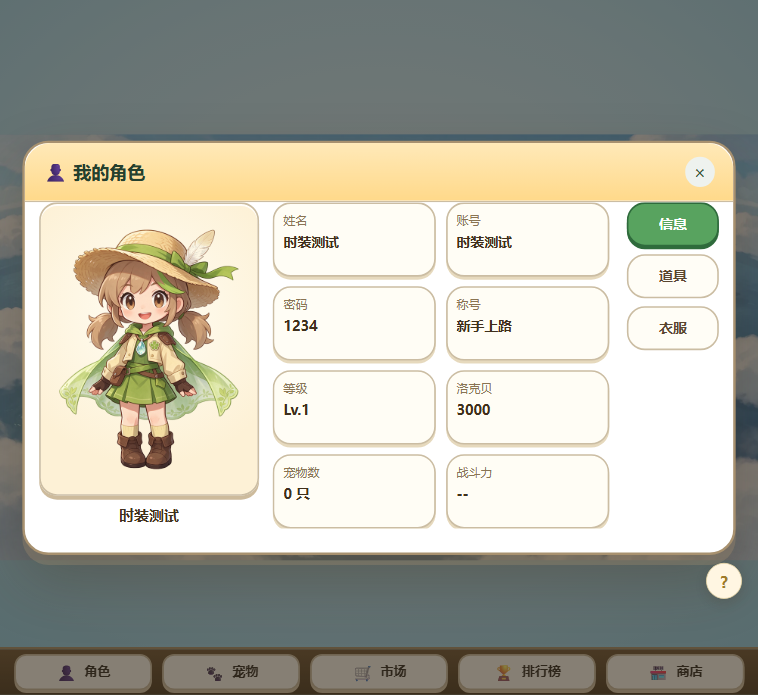 我的角色
×
姓名
时装测试
账号
时装测试
密码
1234
称号
新手上路
等级
Lv.1
洛克贝
3000
宠物数
0 只
战斗力
--
时装测试
信息
道具
衣服
?
角色
宠物
市场
排行榜
商店